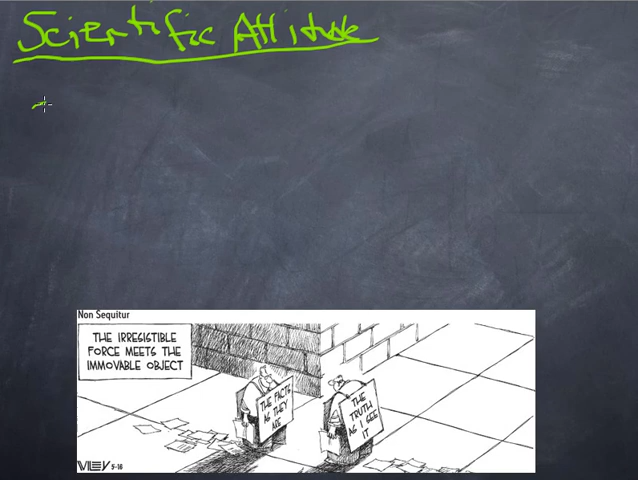 Scientific Attitude
Non Sequitur
THE IRRESISTIBLE
FORCE MEETS THE
IMMOVABLE OBJECT
THE FACTS
AS THEY
ARE
THE
TRUTH
AS I SEE
IT
WILEY 5-16